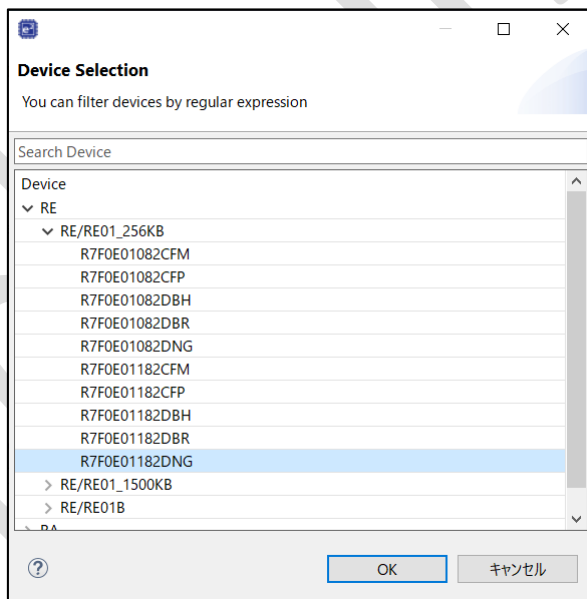 Device Selection
You can filter devices by regular expression
Search Device
Device
RE
RE/RE01_256KB
R7F0E01082CFM
R7F0E01082CFP
R7F0E01082DBH
R7F0E01082DBR
R7F0E01082DNG
R7F0E01182CFM
R7F0E01182CFP
R7F0E01182DBH
R7F0E01182DBR
R7F0E01182DNG
RE/RE01_1500KB
RE/RE01B
RA
OK
キャンセル